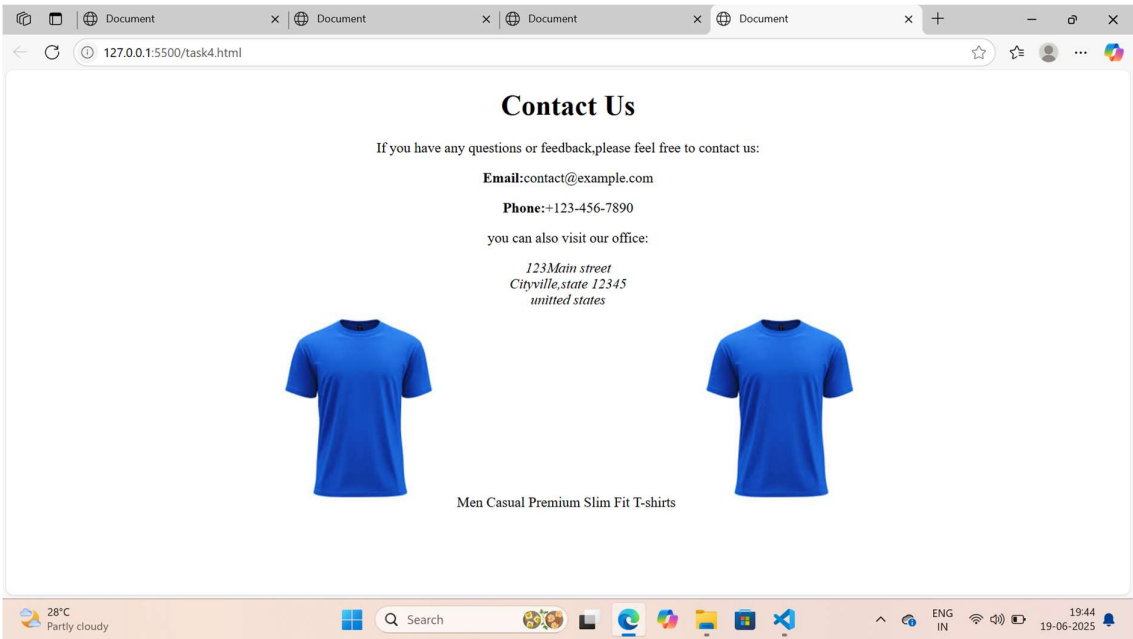 Document
Document
Document
Document
127.0.0.1:5500/task4.html
Contact Us
If you have any questions or feedback,please feel free to contact us:
Email:contact@example.com
Phone:+123-456-7890
you can also visit our office:
123Main street
Cityville,state 12345
unitted states
Men Casual Premium Slim Fit T-shirts
28°C
Partly cloudy
Search
ENG
IN
19:44
19-06-2025